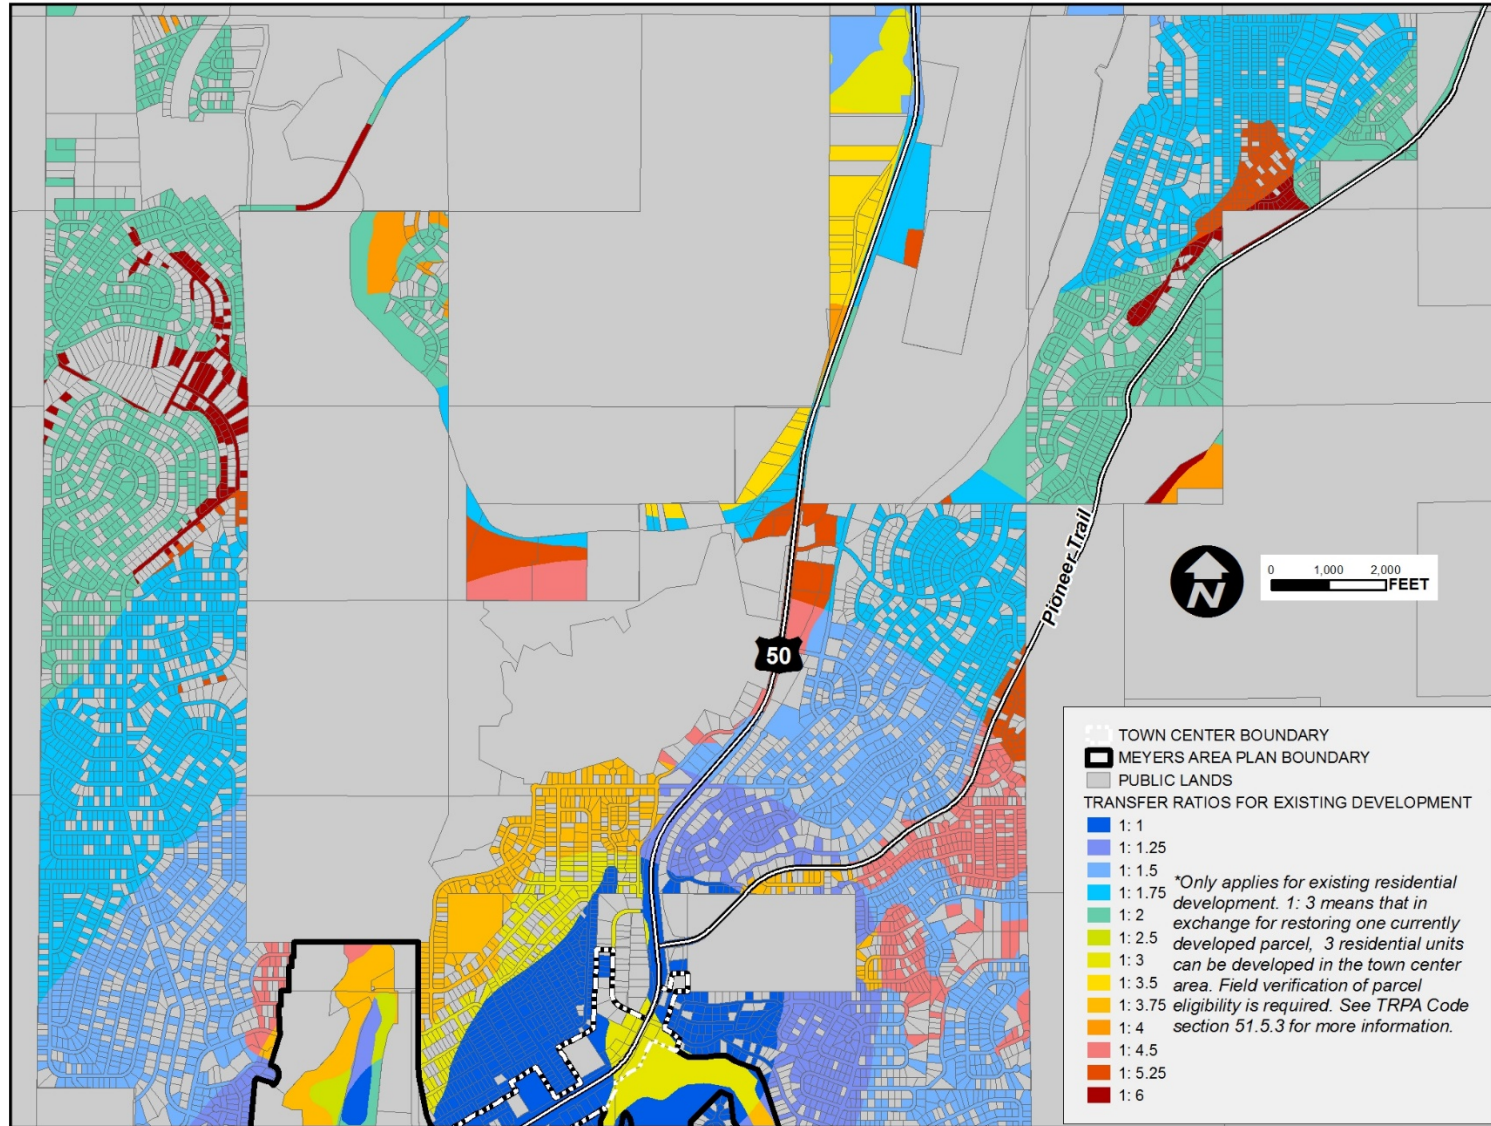 Pioneer Trail
N
0 1,000 2,000
FEET
50
TOWN CENTER BOUNDARY
MEYERS AREA PLAN BOUNDARY
PUBLIC LANDS
TRANSFER RATIOS FOR EXISTING DEVELOPMENT
1: 1
1: 1.25
1: 1.5
1: 1.75
1: 2
1: 2.5
1: 3
1: 3.5
1: 3.75
1: 4
1: 4.5
1: 5.25
1: 6
*Only applies for existing residential
development. 1: 3 means that in
exchange for restoring one currently
developed parcel, 3 residential units
can be developed in the town center
area. Field verification of parcel
eligibility is required. See TRPA Code
section 51.5.3 for more information.